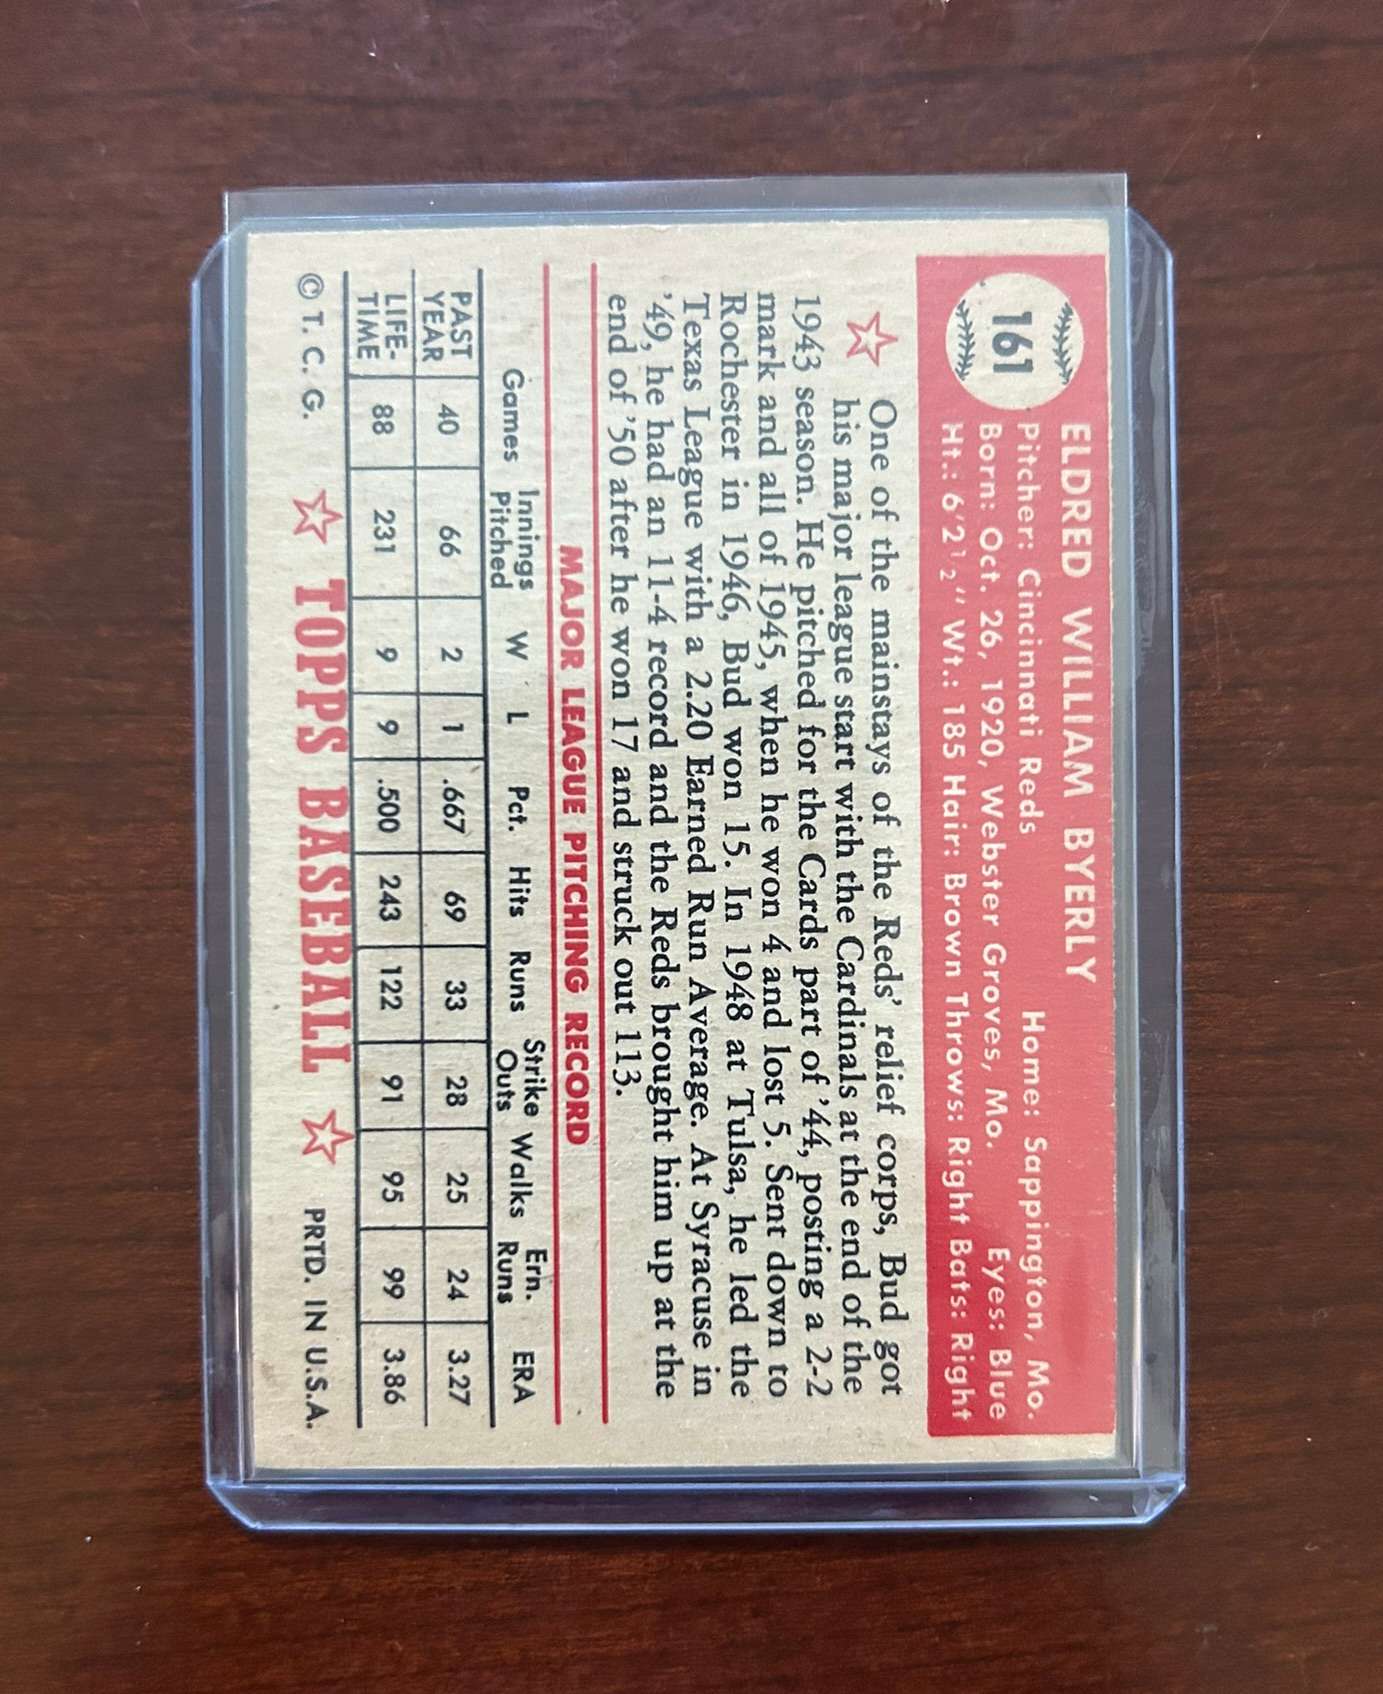 161
ELDRED WILLIAM BYERLY
Pitcher: Cincinnati Reds Home: Sappington, Mo.
Born: Oct. 26, 1920, Webster Groves, Mo. Eyes: Blue
Ht.: 6'2½" Wt.: 185 Hair: Brown Throws: Right Bats: Right
One of the mainstays of the Reds' relief corps, Bud got
his major league start with the Cardinals at the end of the
1943 season. He pitched for the Cards part of '44, posting a 2-2
mark and all of 1945, when he won 4 and lost 5. Sent down to
Rochester in 1946, Bud won 15. In 1948 at Tulsa, he led the
Texas League with a 2.20 Earned Run Average. At Syracuse in
'49, he had an 11-4 record and the Reds brought him up at the
end of '50 after he won 17 and struck out 113.
MAJOR LEAGUE PITCHING RECORD
Games Innings Pitched W L Pct. Hits Runs Strike Outs Walks Ern. Runs ERA
PAST YEAR 40 66 2 1 .667 69 33 28 25 24 3.27
LIFE-TIME 88 231 9 9 .500 243 122 91 95 99 3.86
© T. C. G. ☆ TOPPS BASEBALL ☆ PRTD. IN U.S.A.